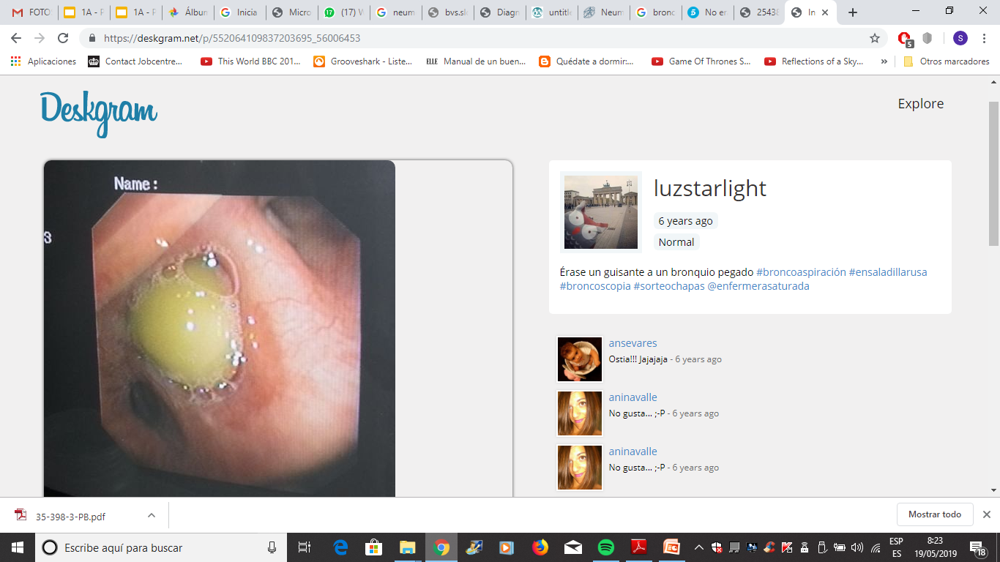 FOTO
1A - F
1A - F
Álbun
Inicia
Micro
(17) W
neum
bvs.sl
Diagn
untitle
Neum
bronc
No er
2543
In
https://deskgram.net/p/552064109837203695_56006453
5
S
Aplicaciones
Contact Jobcentre...
This World BBC 201...
Grooveshark - Liste...
ELLE
Manual de un buen...
Quédate a dormir:...
Game Of Thrones S...
Reflections of a Sky...
»
Otros marcadores
Deskgram
Explore
Name :
3
luzstarlight
6 years ago
Normal
Érase un guisante a un bronquio pegado #broncoaspiración #ensaladillarusa
#broncoscopia #sorteochapas @enfermerasaturada
ansevares
Ostia!!! Jajajaja - 6 years ago
aninavalle
No gusta... ;-P - 6 years ago
aninavalle
No gusta... ;-P - 6 years ago
35-398-3-PB.pdf
Mostrar todo
Escribe aquí para buscar
ESP
ES
8:23
19/05/2019
18